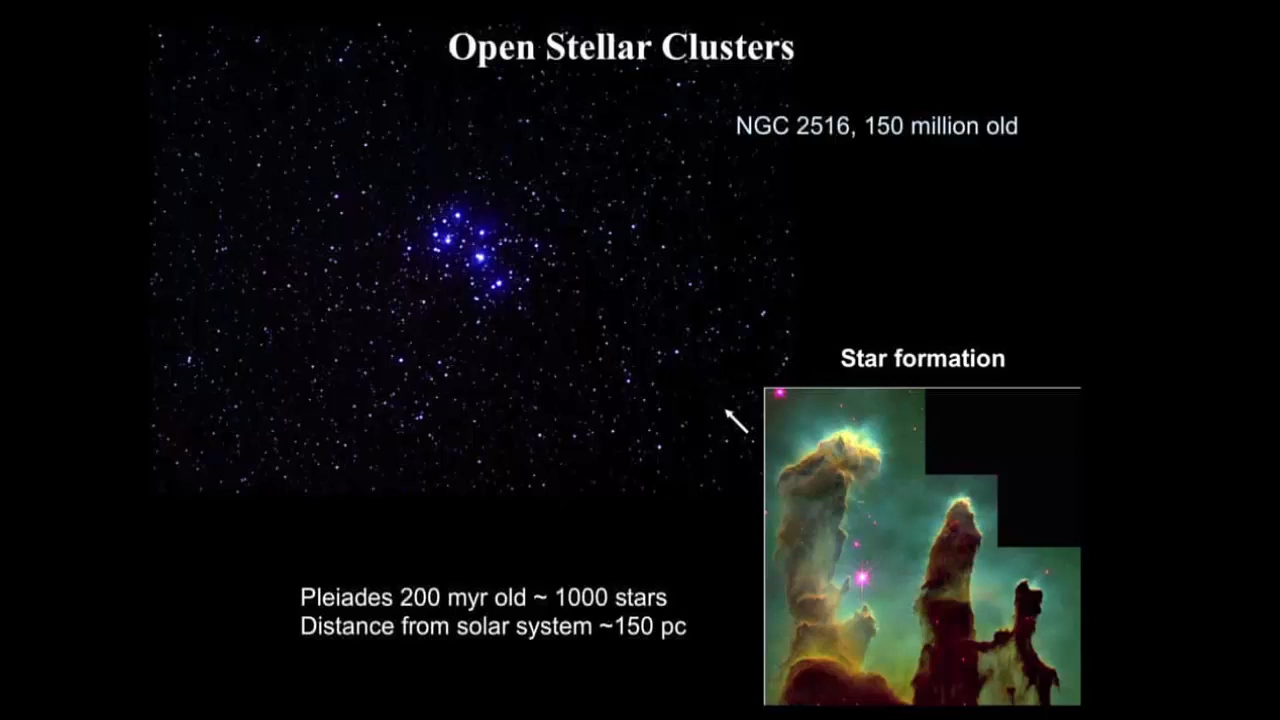 Open Stellar Clusters
NGC 2516, 150 million old
Star formation
Pleiades 200 myr old ~ 1000 stars
Distance from solar system ~150 pc